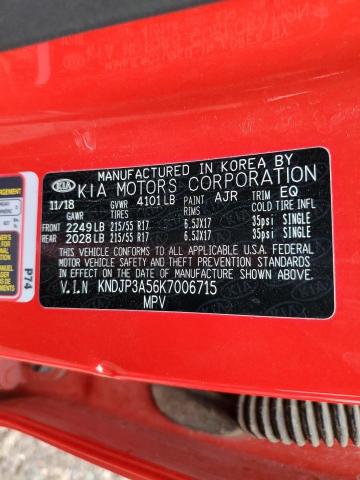 MANUFACTURED IN KOREA BY
KIA KIA MOTORS CORPORATION
11/18 GVWR 4101 LB PAINT AJR TRIM EQ
GAWR TIRES RIMS COLD TIRE INFL
FRONT 2249 LB 215/55 R17 6.5JX17 35psi SINGLE
REAR 2028 LB 215/55 R17 6.5JX17 35psi SINGLE
THIS VEHICLE CONFORMS TO ALL APPLICABLE U.S.A. FEDERAL
MOTOR VEHICLE SAFETY AND THEFT PREVENTION STANDARDS
IN EFFECT ON THE DATE OF MANUFACTURE SHOWN ABOVE.
V.I.N KNDJP3A56K7006715
MPV
P74